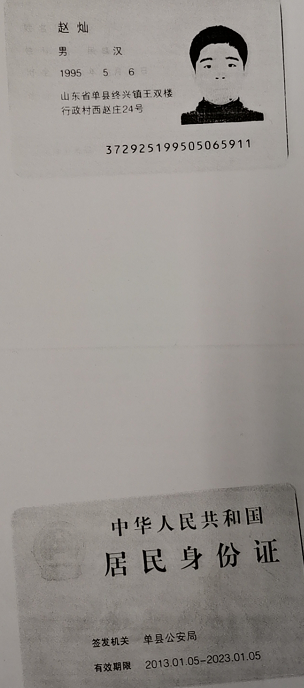 赵灿
男 汉
1995 5 6
山东省单县终兴镇王双楼
行政村西赵庄24号
372925199505065911
中华人民共和国
居民身份证
签发机关 单县公安局
有效期限 2013.01.05-2023.01.05